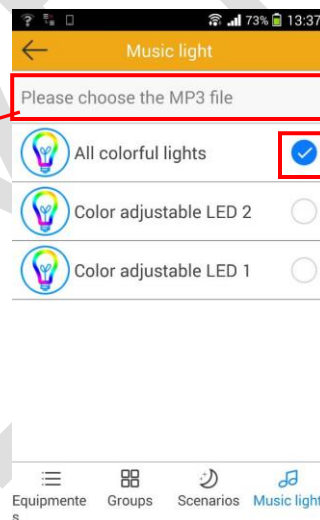 73% 13:37
Music light
Please choose the MP3 file
All colorful lights
Color adjustable LED 2
Color adjustable LED 1
Equipmente
s
Groups
Scenarios
Music light